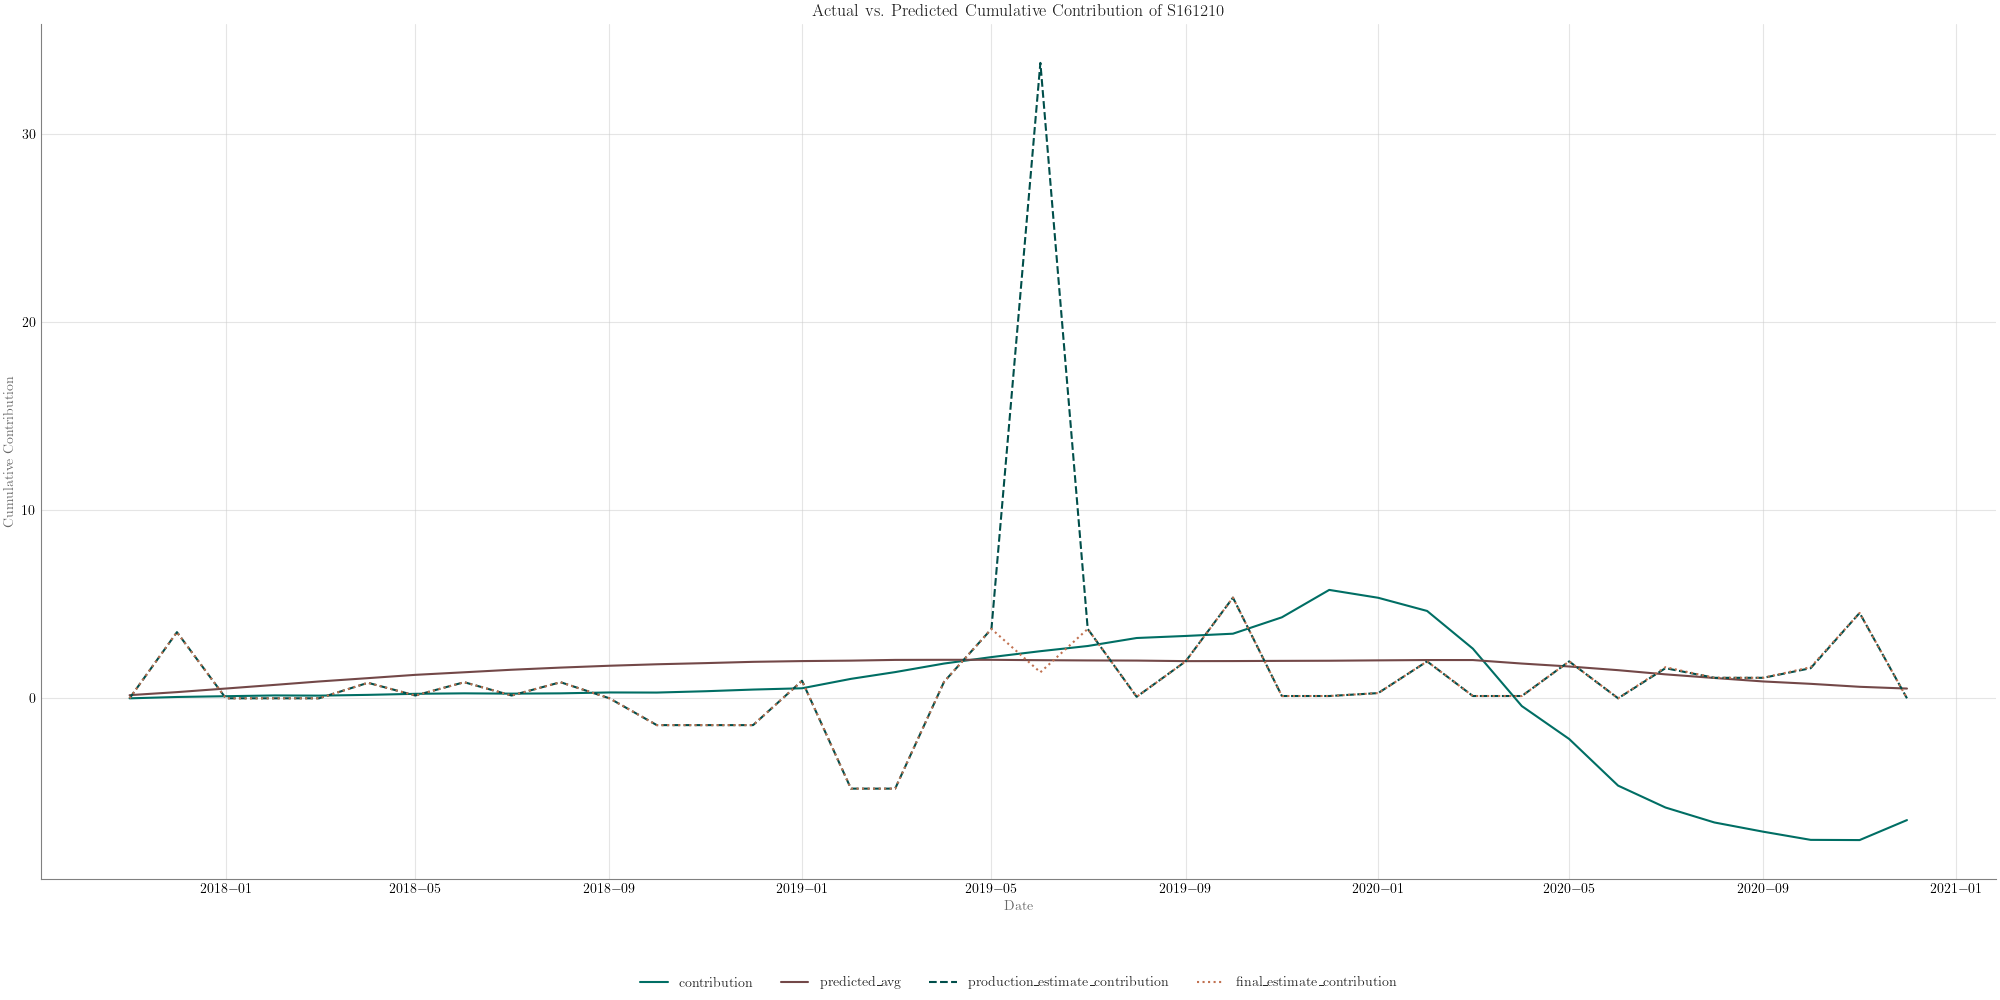 Actual vs. Predicted Cumulative Contribution of S161210
Cumulative Contribution
30
20
10
0
2018−01 2018−05 2018−09 2019−01 2019−05 2019−09 2020−01 2020−05 2020−09 2021−01
Date
contribution predicted_avg production_estimate_contribution final_estimate_contribution